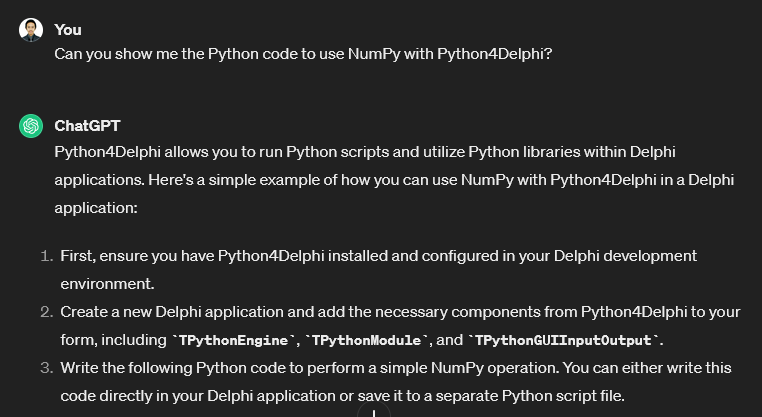 You
Can you show me the Python code to use NumPy with Python4Delphi?
ChatGPT
Python4Delphi allows you to run Python scripts and utilize Python libraries within Delphi
applications. Here's a simple example of how you can use NumPy with Python4Delphi in a Delphi
application:
1. First, ensure you have Python4Delphi installed and configured in your Delphi development
environment.
2. Create a new Delphi application and add the necessary components from Python4Delphi to your
form, including `TPythonEngine`, `TPythonModule`, and `TPythonGUIInputOutput`.
3. Write the following Python code to perform a simple NumPy operation. You can either write this
code directly in your Delphi application or save it to a separate Python script file.